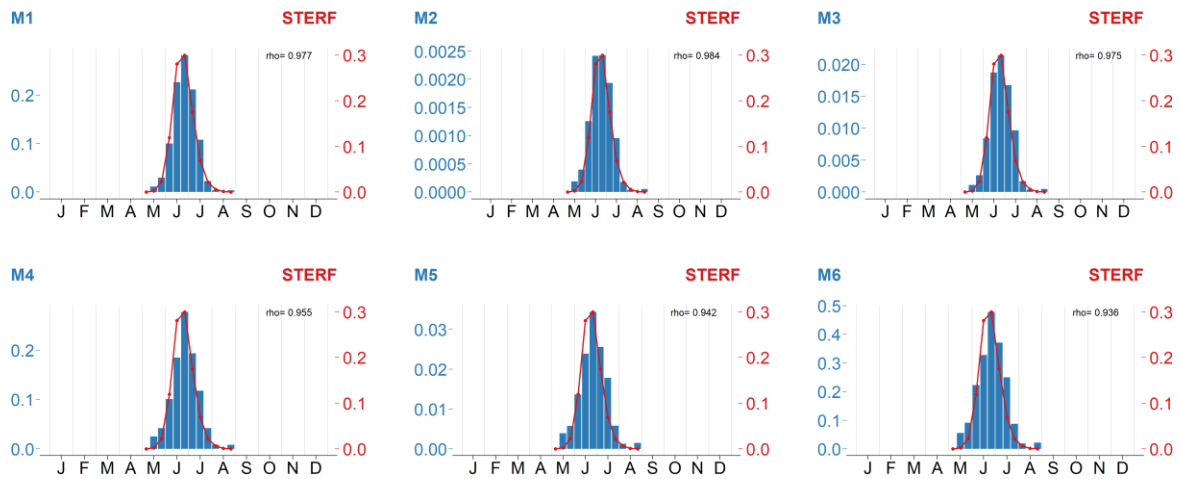 M1 STERF
rho= 0.977
0.2
0.1
0.0
0.3
0.2
0.1
0.0
J F M A M J J A S O N D
M2 STERF
rho= 0.984
0.0025
0.0020
0.0015
0.0010
0.0005
0.0000
0.3
0.2
0.1
0.0
J F M A M J J A S O N D
M3 STERF
rho= 0.975
0.020
0.015
0.010
0.005
0.000
0.3
0.2
0.1
0.0
J F M A M J J A S O N D
M4 STERF
rho= 0.955
0.2
0.1
0.0
0.3
0.2
0.1
0.0
J F M A M J J A S O N D
M5 STERF
rho= 0.942
0.03
0.02
0.01
0.00
0.3
0.2
0.1
0.0
J F M A M J J A S O N D
M6 STERF
rho= 0.936
0.5
0.4
0.3
0.2
0.1
0.0
0.3
0.2
0.1
0.0
J F M A M J J A S O N D